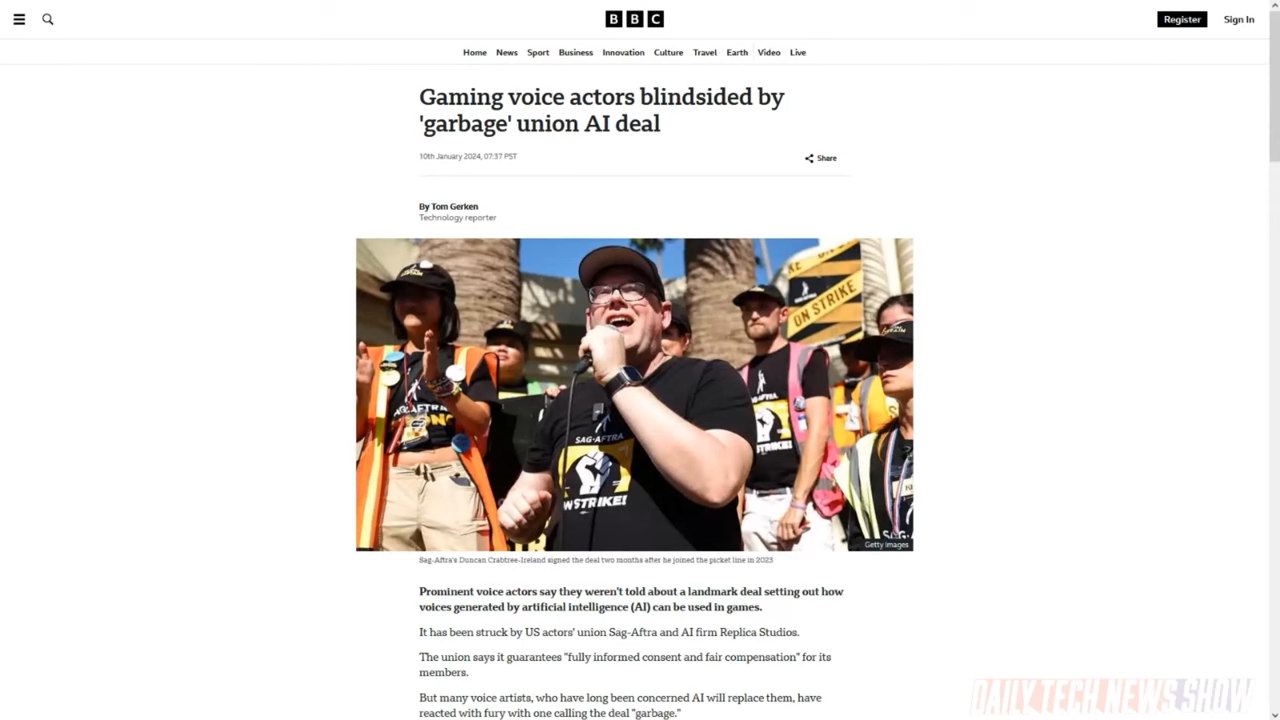 BBC
Register
Sign In
Home News Sport Business Innovation Culture Travel Earth Video Live
Gaming voice actors blindsided by
'garbage' union AI deal
10th January 2024, 07:37 PST
Share
By Tom Gerken
Technology reporter
ON STRIKE
SAG-AFTRA
STRIKE!
Getty Images
Sag-Aftra's Duncan Crabtree-Ireland signed the deal two months after he joined the picket line in 2023
Prominent voice actors say they weren't told about a landmark deal setting out how
voices generated by artificial intelligence (AI) can be used in games.
It has been struck by US actors' union Sag-Aftra and AI firm Replica Studios.
The union says it guarantees "fully informed consent and fair compensation" for its
members.
But many voice artists, who have long been concerned AI will replace them, have
reacted with fury with one calling the deal "garbage."
DAILY TECH NEWS SHOW